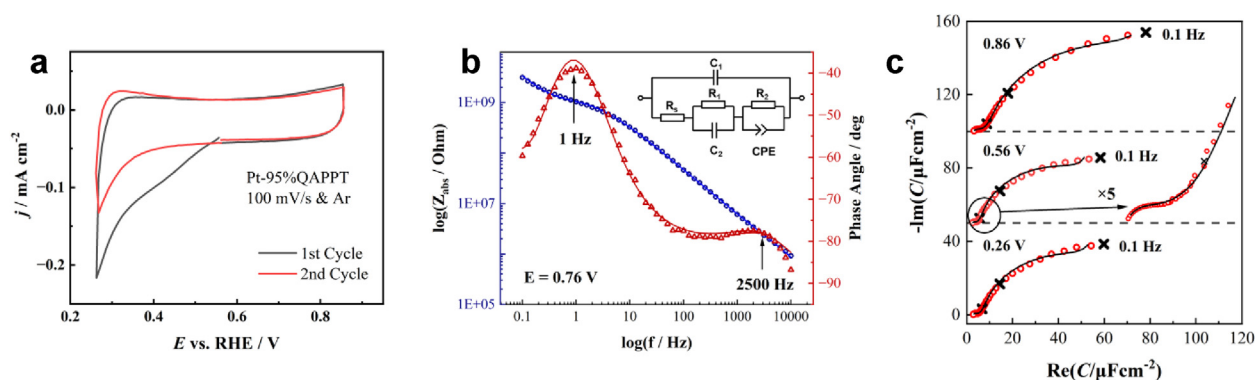 a
0.0
−0.1
−0.2
j / mA cm⁻²
Pt-95%QAPPT
100 mV/s & Ar
1st Cycle
2nd Cycle
0.2
0.4
0.6
0.8
E vs. RHE / V
b
1E+09
1E+07
1E+05
log(Zabs / Ohm)
C₁
Rs
R₁
R₂
C₂
CPE
1 Hz
E = 0.76 V
2500 Hz
−40
−50
−60
−70
−80
−90
Phase Angle / deg
0.1
1
10
100
1000
10000
log(f / Hz)
c
160
120
80
40
0
-Im(C/μFcm⁻²)
0.86 V
0.1 Hz
0.56 V
0.1 Hz
×5
0.26 V
0.1 Hz
0
20
40
60
80
100
120
Re(C/μFcm⁻²)